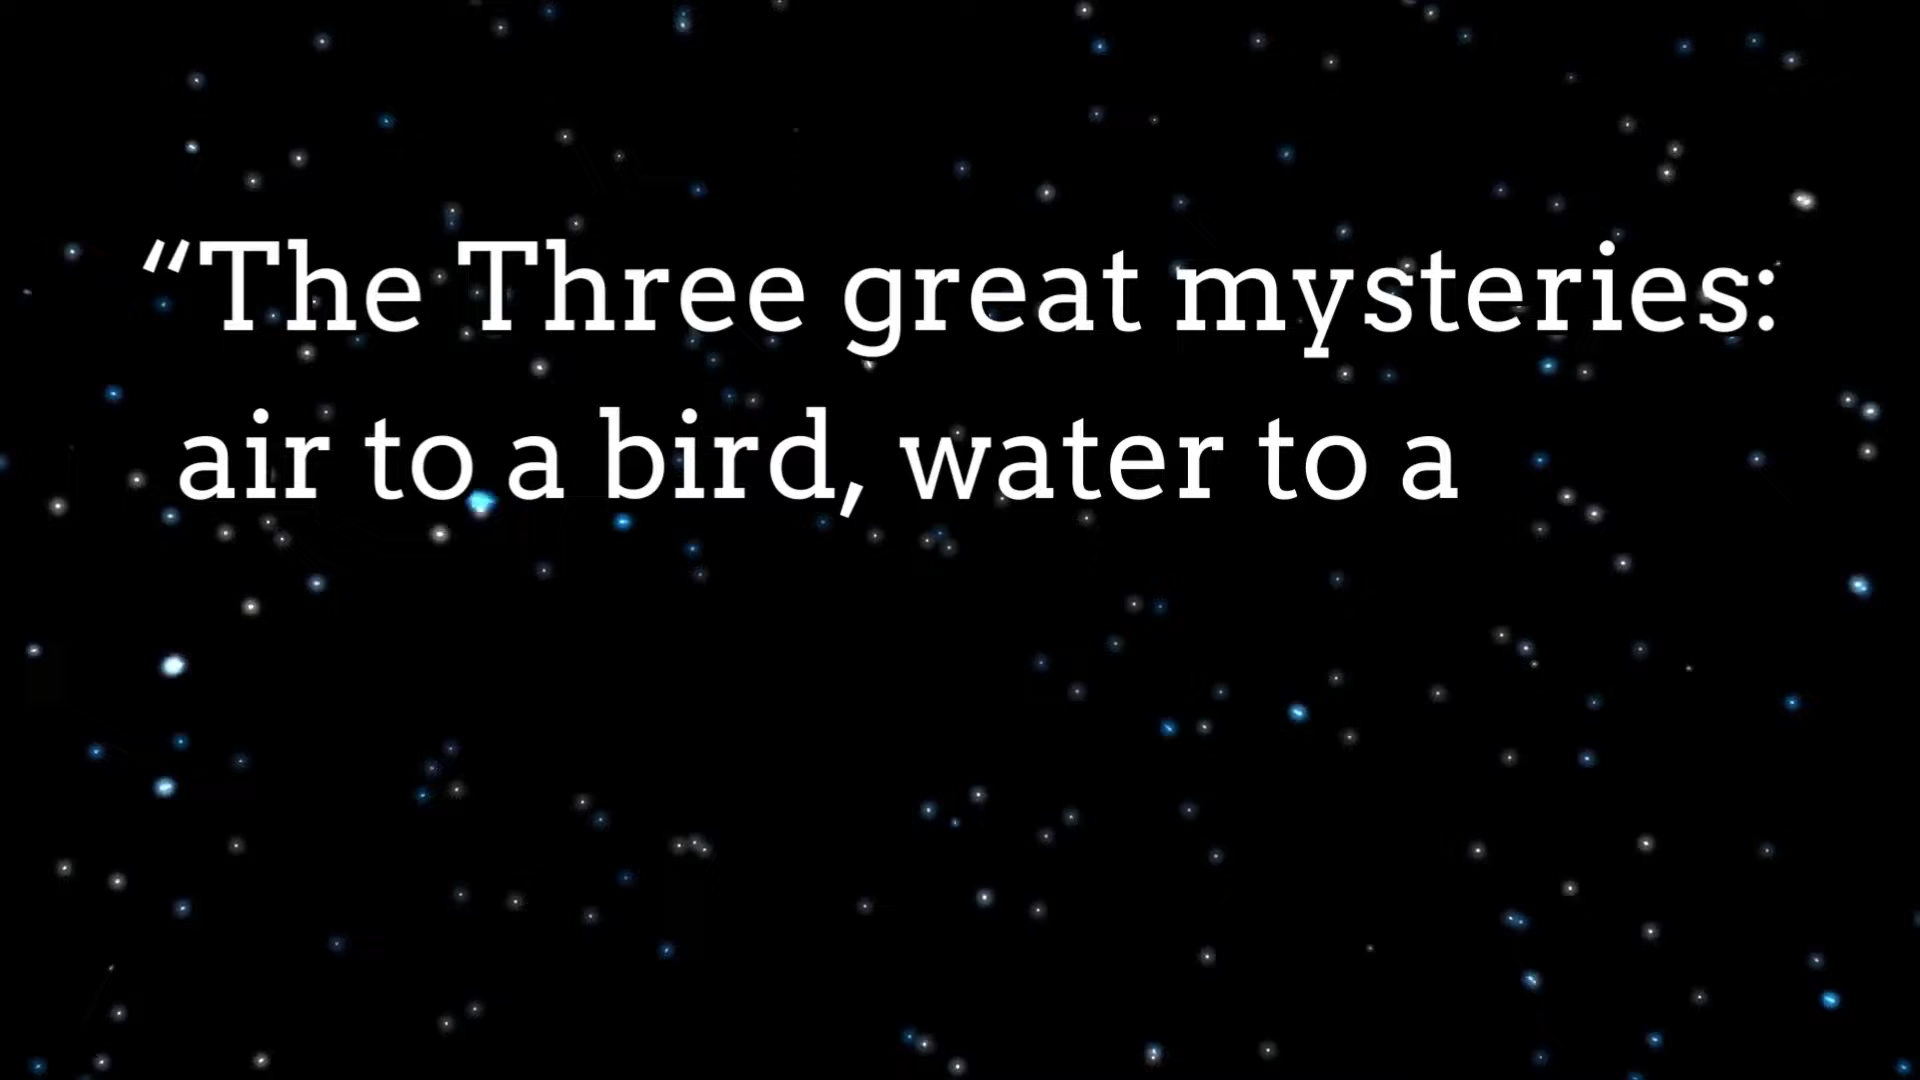 “The Three great mysteries:
air to a bird, water to a